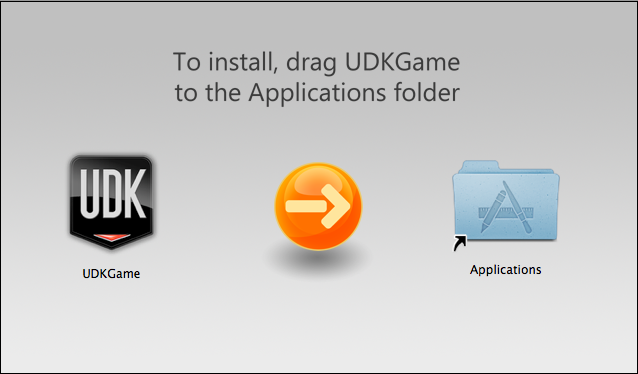 To install, drag UDKGame
to the Applications folder
UDK
UDKGame
Applications